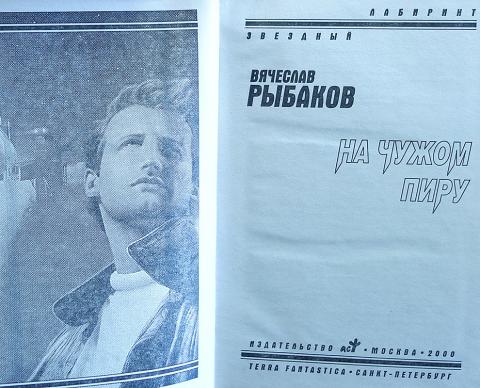 ЛАБИРИНТ
ЗВЕЗДНЫЙ
ВЯЧЕСЛАВ
РЫБАКОВ
НА ЧУЖОМ
ПИРУ
ИЗДАТЕЛЬСТВО АСТ • МОСКВА • 2000
TERRA FANTASTICA • САНКТ-ПЕТЕРБУРГ